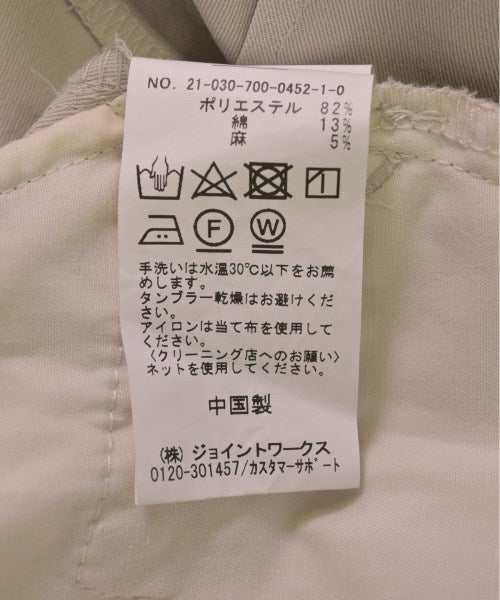 NO. 21-030-700-0452-1-0
ポリエステル 82%
綿 13%
麻 5%
F W
手洗いは水温30℃以下をお薦
めします。
タンブラー乾燥はお避けくださ
い。
アイロンは当て布を使用して
ください。
〈クリーニング店へのお願い〉
ネットを使用してください。
中国製
(株) ジョイントワークス
0120-301457/カスタマーサポート